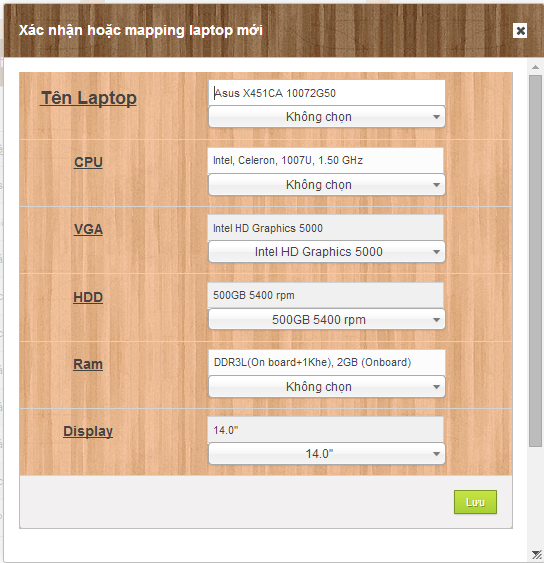 Xác nhận hoặc mapping laptop mới
Tên Laptop
Asus X451CA 10072G50
Không chọn
CPU
Intel, Celeron, 1007U, 1.50 GHz
Không chọn
VGA
Intel HD Graphics 5000
Intel HD Graphics 5000
HDD
500GB 5400 rpm
500GB 5400 rpm
Ram
DDR3L(On board+1Khe), 2GB (Onboard)
Không chọn
Display
14.0"
14.0"
Lưu